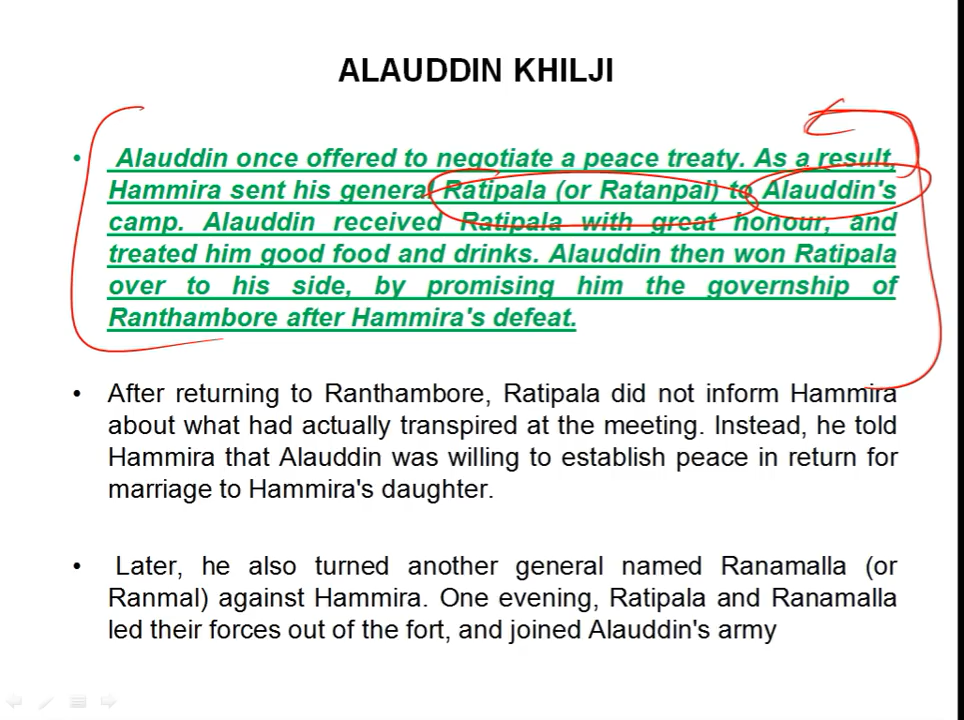 ALAUDDIN KHILJI
• Alauddin once offered to negotiate a peace treaty. As a result,
Hammira sent his general Ratipala (or Ratanpal) to Alauddin's
camp. Alauddin received Ratipala with great honour, and
treated him good food and drinks. Alauddin then won Ratipala
over to his side, by promising him the governship of
Ranthambore after Hammira's defeat.
• After returning to Ranthambore, Ratipala did not inform Hammira
about what had actually transpired at the meeting. Instead, he told
Hammira that Alauddin was willing to establish peace in return for
marriage to Hammira's daughter.
• Later, he also turned another general named Ranamalla (or
Ranmal) against Hammira. One evening, Ratipala and Ranamalla
led their forces out of the fort, and joined Alauddin's army